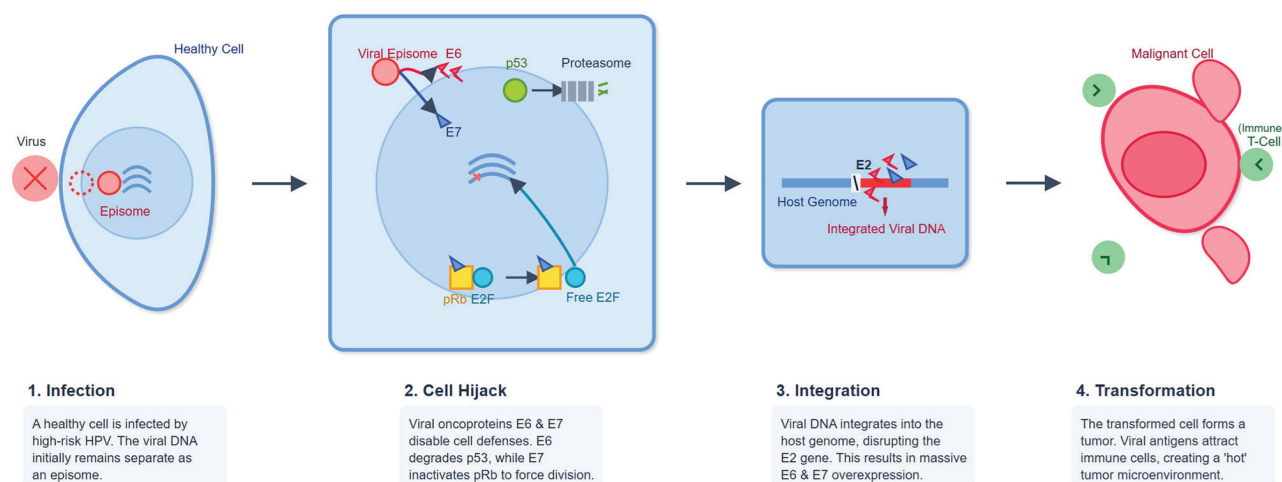 Healthy Cell
Virus
Episome
Viral Episome E6
p53
Proteasome
E7
pRb E2F
Free E2F
E2
Host Genome
Integrated Viral DNA
Malignant Cell
(Immune
T-Cell
1. Infection
A healthy cell is infected by
high-risk HPV. The viral DNA
initially remains separate as
an episome.
2. Cell Hijack
Viral oncoproteins E6 & E7
disable cell defenses. E6
degrades p53, while E7
inactivates pRb to force division.
3. Integration
Viral DNA integrates into the
host genome, disrupting the
E2 gene. This results in massive
E6 & E7 overexpression.
4. Transformation
The transformed cell forms a
tumor. Viral antigens attract
immune cells, creating a 'hot'
tumor microenvironment.